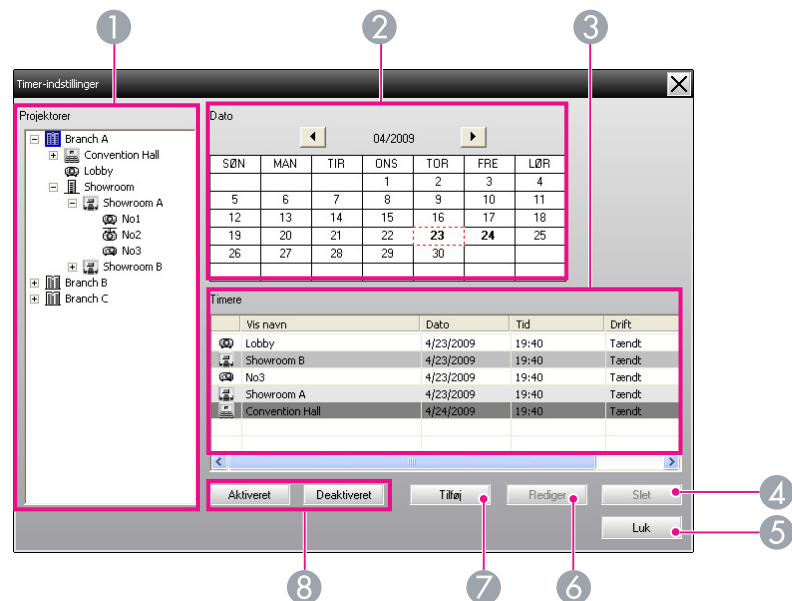 1 2 3
Timer-indstillinger
Projektorer
Branch A
Convention Hall
Lobby
Showroom
Showroom A
No1
No2
No3
Showroom B
Branch B
Branch C
Dato
04/2009
SØN MAN TIR ONS TOR FRE LØR
1 2 3 4
5 6 7 8 9 10 11
12 13 14 15 16 17 18
19 20 21 22 23 24 25
26 27 28 29 30
Timere
Vis navn Dato Tid Drift
Lobby 4/23/2009 19:40 Tændt
Showroom B 4/23/2009 19:40 Tændt
No3 4/23/2009 19:40 Tændt
Showroom A 4/23/2009 19:40 Tændt
Convention Hall 4/24/2009 19:40 Tændt
Aktiveret Deaktiveret Tilføj Rediger Slet 4
Luk 5
8 7 6